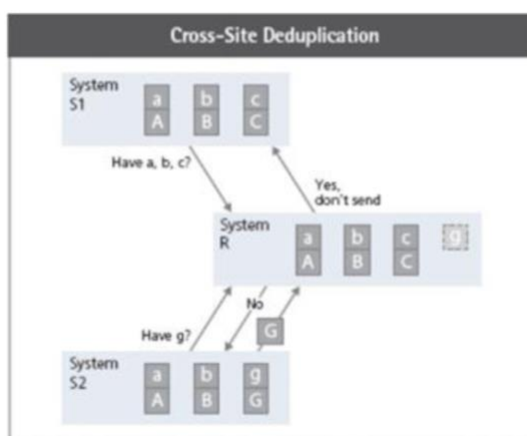 Cross-Site Deduplication
System
S1
a b c
A B C
Have a, b, c?
Yes,
don't send
System
R
a b c g
A B C
No
Have g?
G
System
S2
a b g
A B G